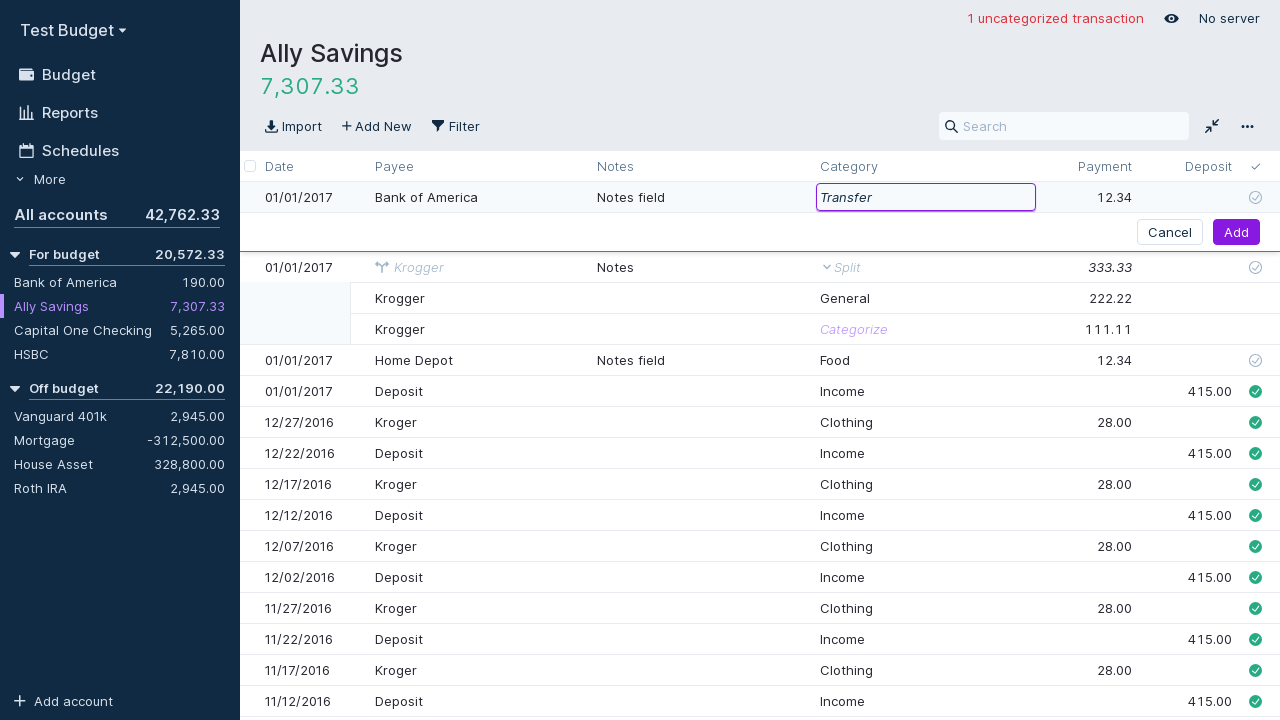 Test Budget
Budget
Reports
Schedules
More
All accounts 42,762.33
For budget 20,572.33
Bank of America 190.00
Ally Savings 7,307.33
Capital One Checking 5,265.00
HSBC 7,810.00
Off budget 22,190.00
Vanguard 401k 2,945.00
Mortgage -312,500.00
House Asset 328,800.00
Roth IRA 2,945.00
Add account
1 uncategorized transaction No server
Ally Savings
7,307.33
Import Add New Filter Search
Date Payee Notes Category Payment Deposit
01/01/2017 Bank of America Notes field Transfer 12.34
Cancel Add
01/01/2017 Krogger Notes Split 333.33
Krogger General 222.22
Krogger Categorize 111.11
01/01/2017 Home Depot Notes field Food 12.34
01/01/2017 Deposit Income 415.00
12/27/2016 Kroger Clothing 28.00
12/22/2016 Deposit Income 415.00
12/17/2016 Kroger Clothing 28.00
12/12/2016 Deposit Income 415.00
12/07/2016 Kroger Clothing 28.00
12/02/2016 Deposit Income 415.00
11/27/2016 Kroger Clothing 28.00
11/22/2016 Deposit Income 415.00
11/17/2016 Kroger Clothing 28.00
11/12/2016 Deposit Income 415.00